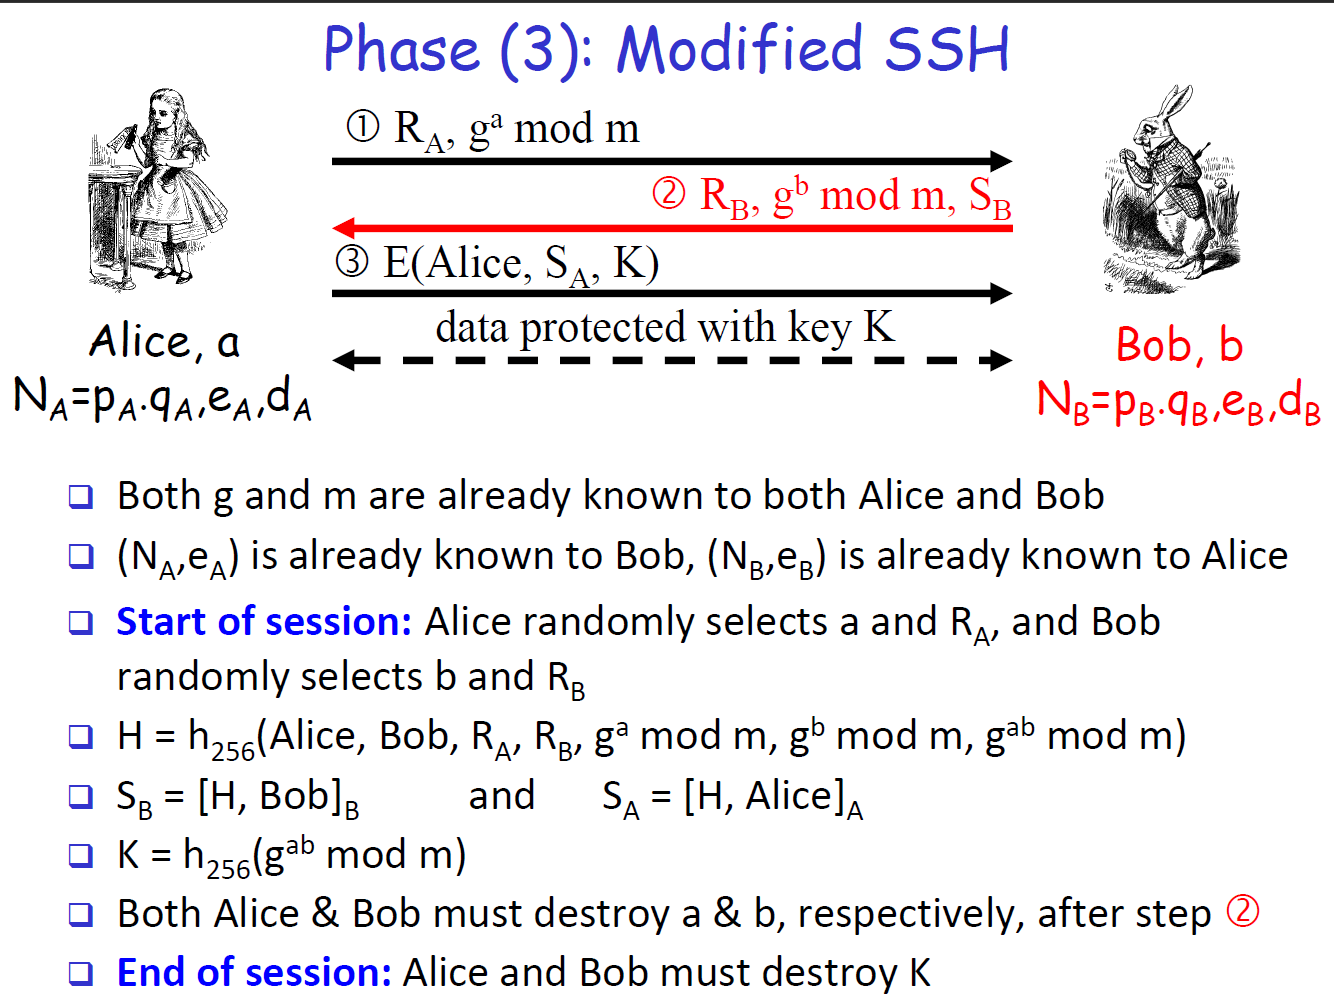 Phase (3): Modified SSH
① R_A, g^a mod m
② R_B, g^b mod m, S_B
③ E(Alice, S_A, K)
data protected with key K
Alice, a
N_A=p_A.q_A,e_A,d_A
Bob, b
N_B=p_B.q_B,e_B,d_B
❑ Both g and m are already known to both Alice and Bob
❑ (N_A,e_A) is already known to Bob, (N_B,e_B) is already known to Alice
❑ Start of session: Alice randomly selects a and R_A, and Bob
randomly selects b and R_B
❑ H = h_256(Alice, Bob, R_A, R_B, g^a mod m, g^b mod m, g^ab mod m)
❑ S_B = [H, Bob]_B and S_A = [H, Alice]_A
❑ K = h_256(g^ab mod m)
❑ Both Alice & Bob must destroy a & b, respectively, after step ②
❑ End of session: Alice and Bob must destroy K